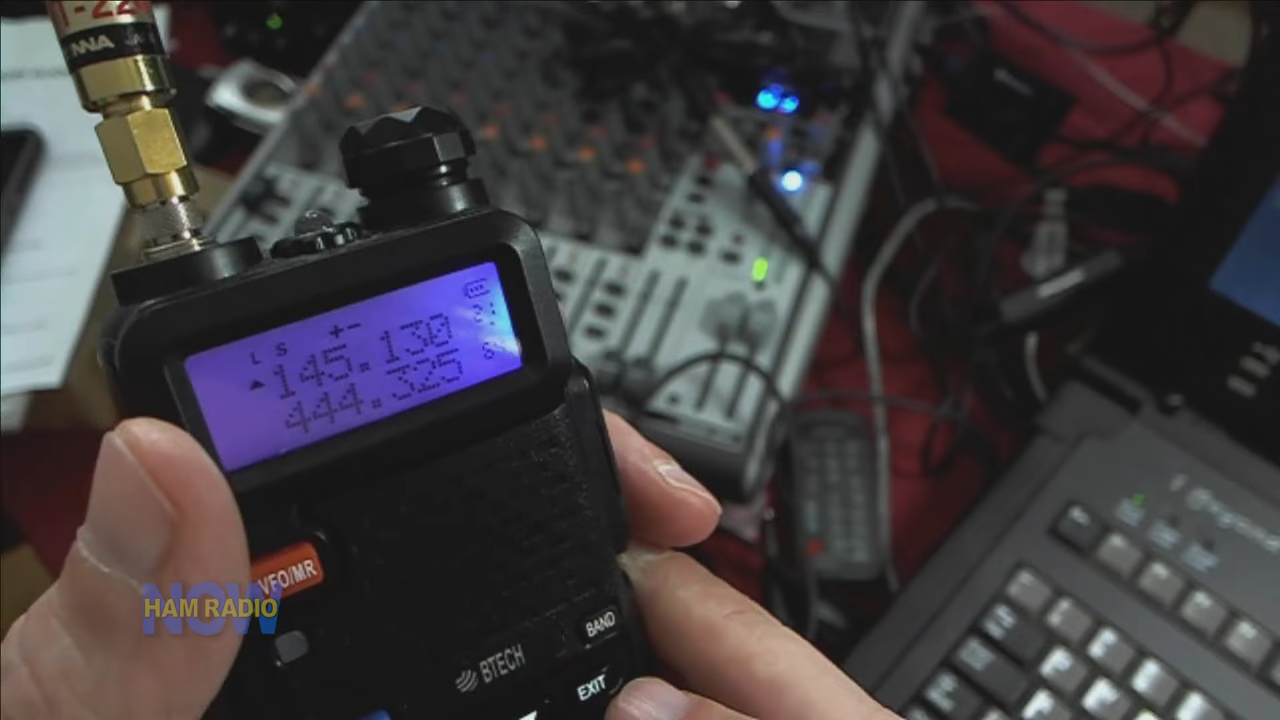 L S +-
145.130
444.325
VFO/MR
HAM RADIO
NOW
BAND
BTECH
EXIT